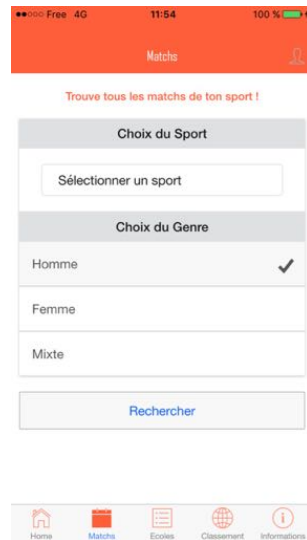 Free 4G 11:54 100 %
Matchs
Trouve tous les matchs de ton sport !
Choix du Sport
Sélectionner un sport
Choix du Genre
Homme
Femme
Mixte
Rechercher
Home Matchs Ecoles Classement Informations